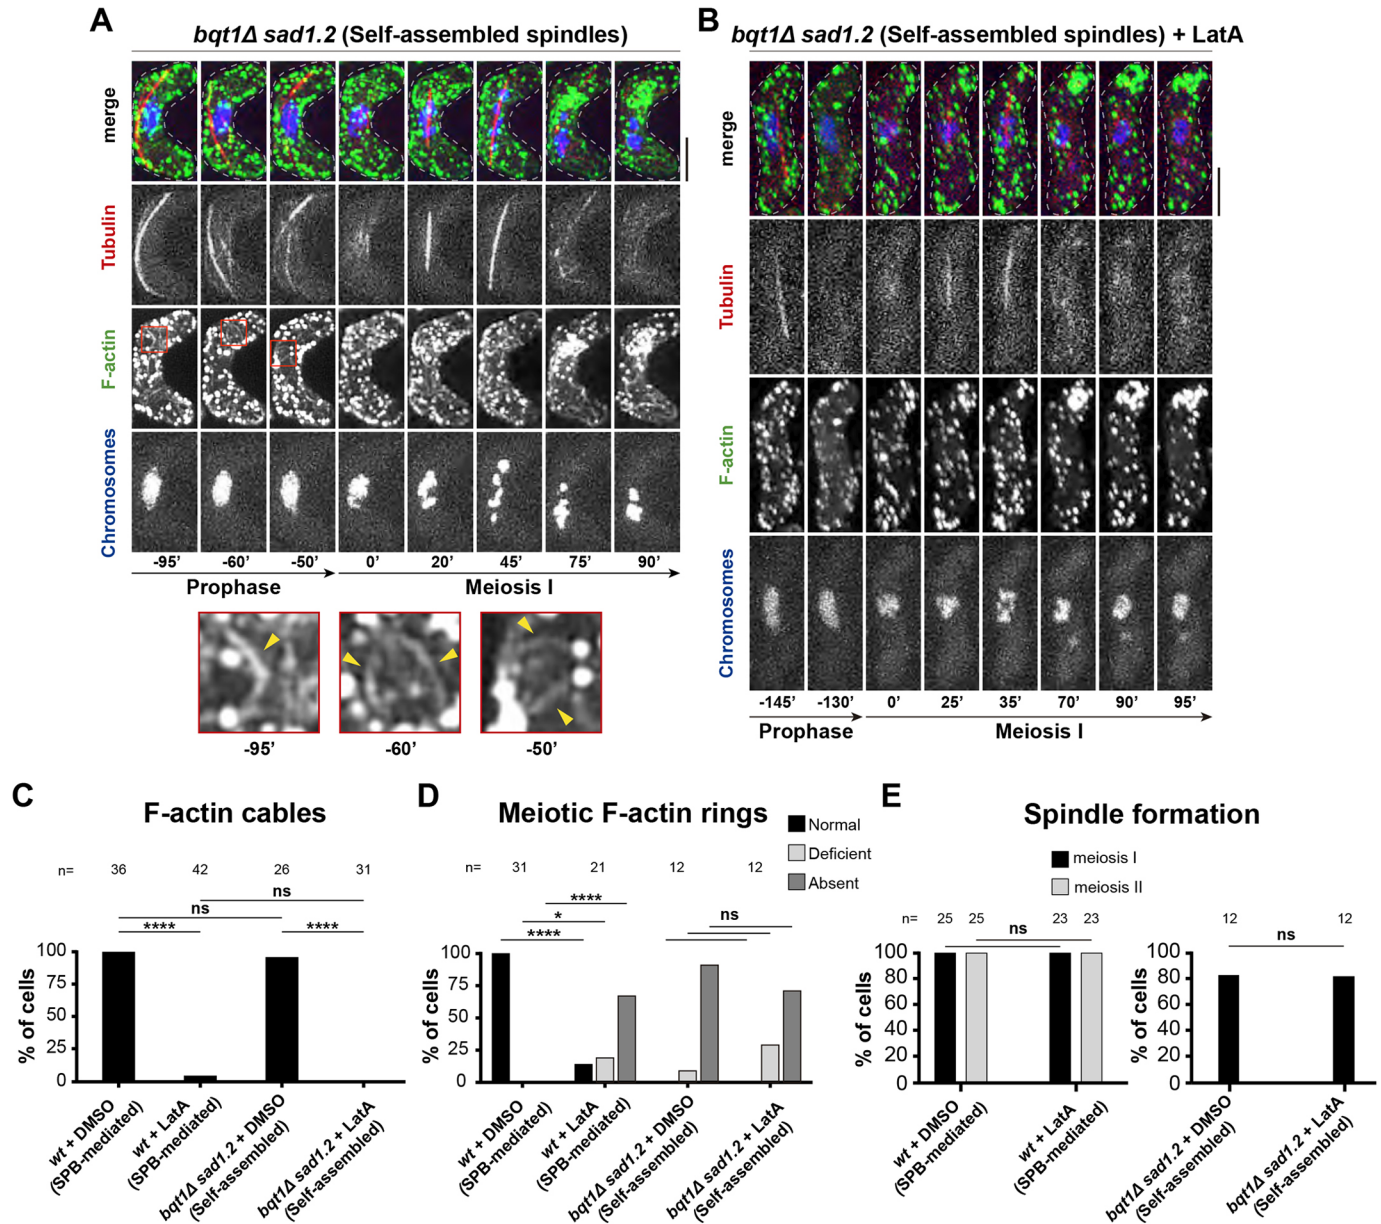 A
bqt1Δ sad1.2 (Self-assembled spindles)
merge
Tubulin
F-actin
Chromosomes
-95’ -60’ -50’ 0’ 20’ 45’ 75’ 90’
Prophase Meiosis I
-95’ -60’ -50’
B
bqt1Δ sad1.2 (Self-assembled spindles) + LatA
merge
Tubulin
F-actin
Chromosomes
-145’ -130’ 0’ 25’ 35’ 70’ 90’ 95’
Prophase Meiosis I
C
F-actin cables
n= 36 42 26 31
ns
ns
**** ****
% of cells
100
75
50
25
0
wt + DMSO
(SPB-mediated)
wt + LatA
(SPB-mediated)
bqt1Δ sad1.2 + DMSO
(Self-assembled)
bqt1Δ sad1.2 + LatA
(Self-assembled)
D
Meiotic F-actin rings
Normal
Deficient
Absent
n= 31 21 12 12
****
*
****
ns
% of cells
100
75
50
25
0
wt + DMSO
(SPB-mediated)
wt + LatA
(SPB-mediated)
bqt1Δ sad1.2 + DMSO
(Self-assembled)
bqt1Δ sad1.2 + LatA
(Self-assembled)
E
Spindle formation
meiosis I
meiosis II
n= 25 25 23 23
ns
% of cells
100
80
60
40
20
0
wt + DMSO
(SPB-mediated)
wt + LatA
(SPB-mediated)
12 12
ns
% of cells
100
80
60
40
20
0
bqt1Δ sad1.2 + DMSO
(Self-assembled)
bqt1Δ sad1.2 + LatA
(Self-assembled)